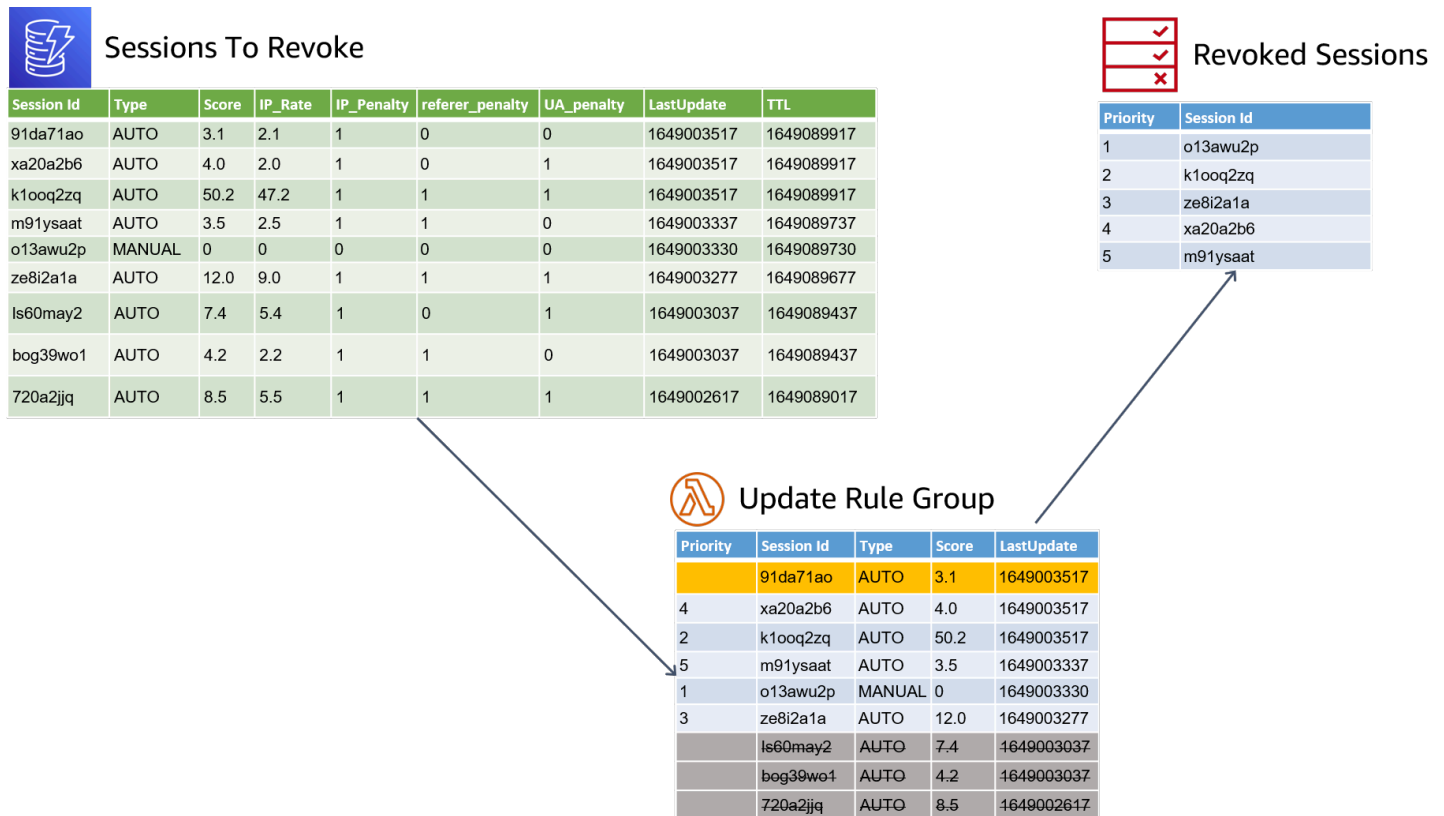 Sessions To Revoke
Session Id Type Score IP_Rate IP_Penalty referer_penalty UA_penalty LastUpdate TTL
91da71ao AUTO 3.1 2.1 1 0 0 1649003517 1649089917
xa20a2b6 AUTO 4.0 2.0 1 0 1 1649003517 1649089917
k1ooq2zq AUTO 50.2 47.2 1 1 1 1649003517 1649089917
m91ysaat AUTO 3.5 2.5 1 1 0 1649003337 1649089737
o13awu2p MANUAL 0 0 0 0 0 1649003330 1649089730
ze8i2a1a AUTO 12.0 9.0 1 1 1 1649003277 1649089677
ls60may2 AUTO 7.4 5.4 1 0 1 1649003037 1649089437
bog39wo1 AUTO 4.2 2.2 1 1 0 1649003037 1649089437
720a2jjq AUTO 8.5 5.5 1 1 1 1649002617 1649089017
Revoked Sessions
Priority Session Id
1 o13awu2p
2 k1ooq2zq
3 ze8i2a1a
4 xa20a2b6
5 m91ysaat
Update Rule Group
Priority Session Id Type Score LastUpdate
91da71ao AUTO 3.1 1649003517
4 xa20a2b6 AUTO 4.0 1649003517
2 k1ooq2zq AUTO 50.2 1649003517
5 m91ysaat AUTO 3.5 1649003337
1 o13awu2p MANUAL 0 1649003330
3 ze8i2a1a AUTO 12.0 1649003277
ls60may2 AUTO 7.4 1649003037
bog39wo1 AUTO 4.2 1649003037
720a2jjq AUTO 8.5 1649002617